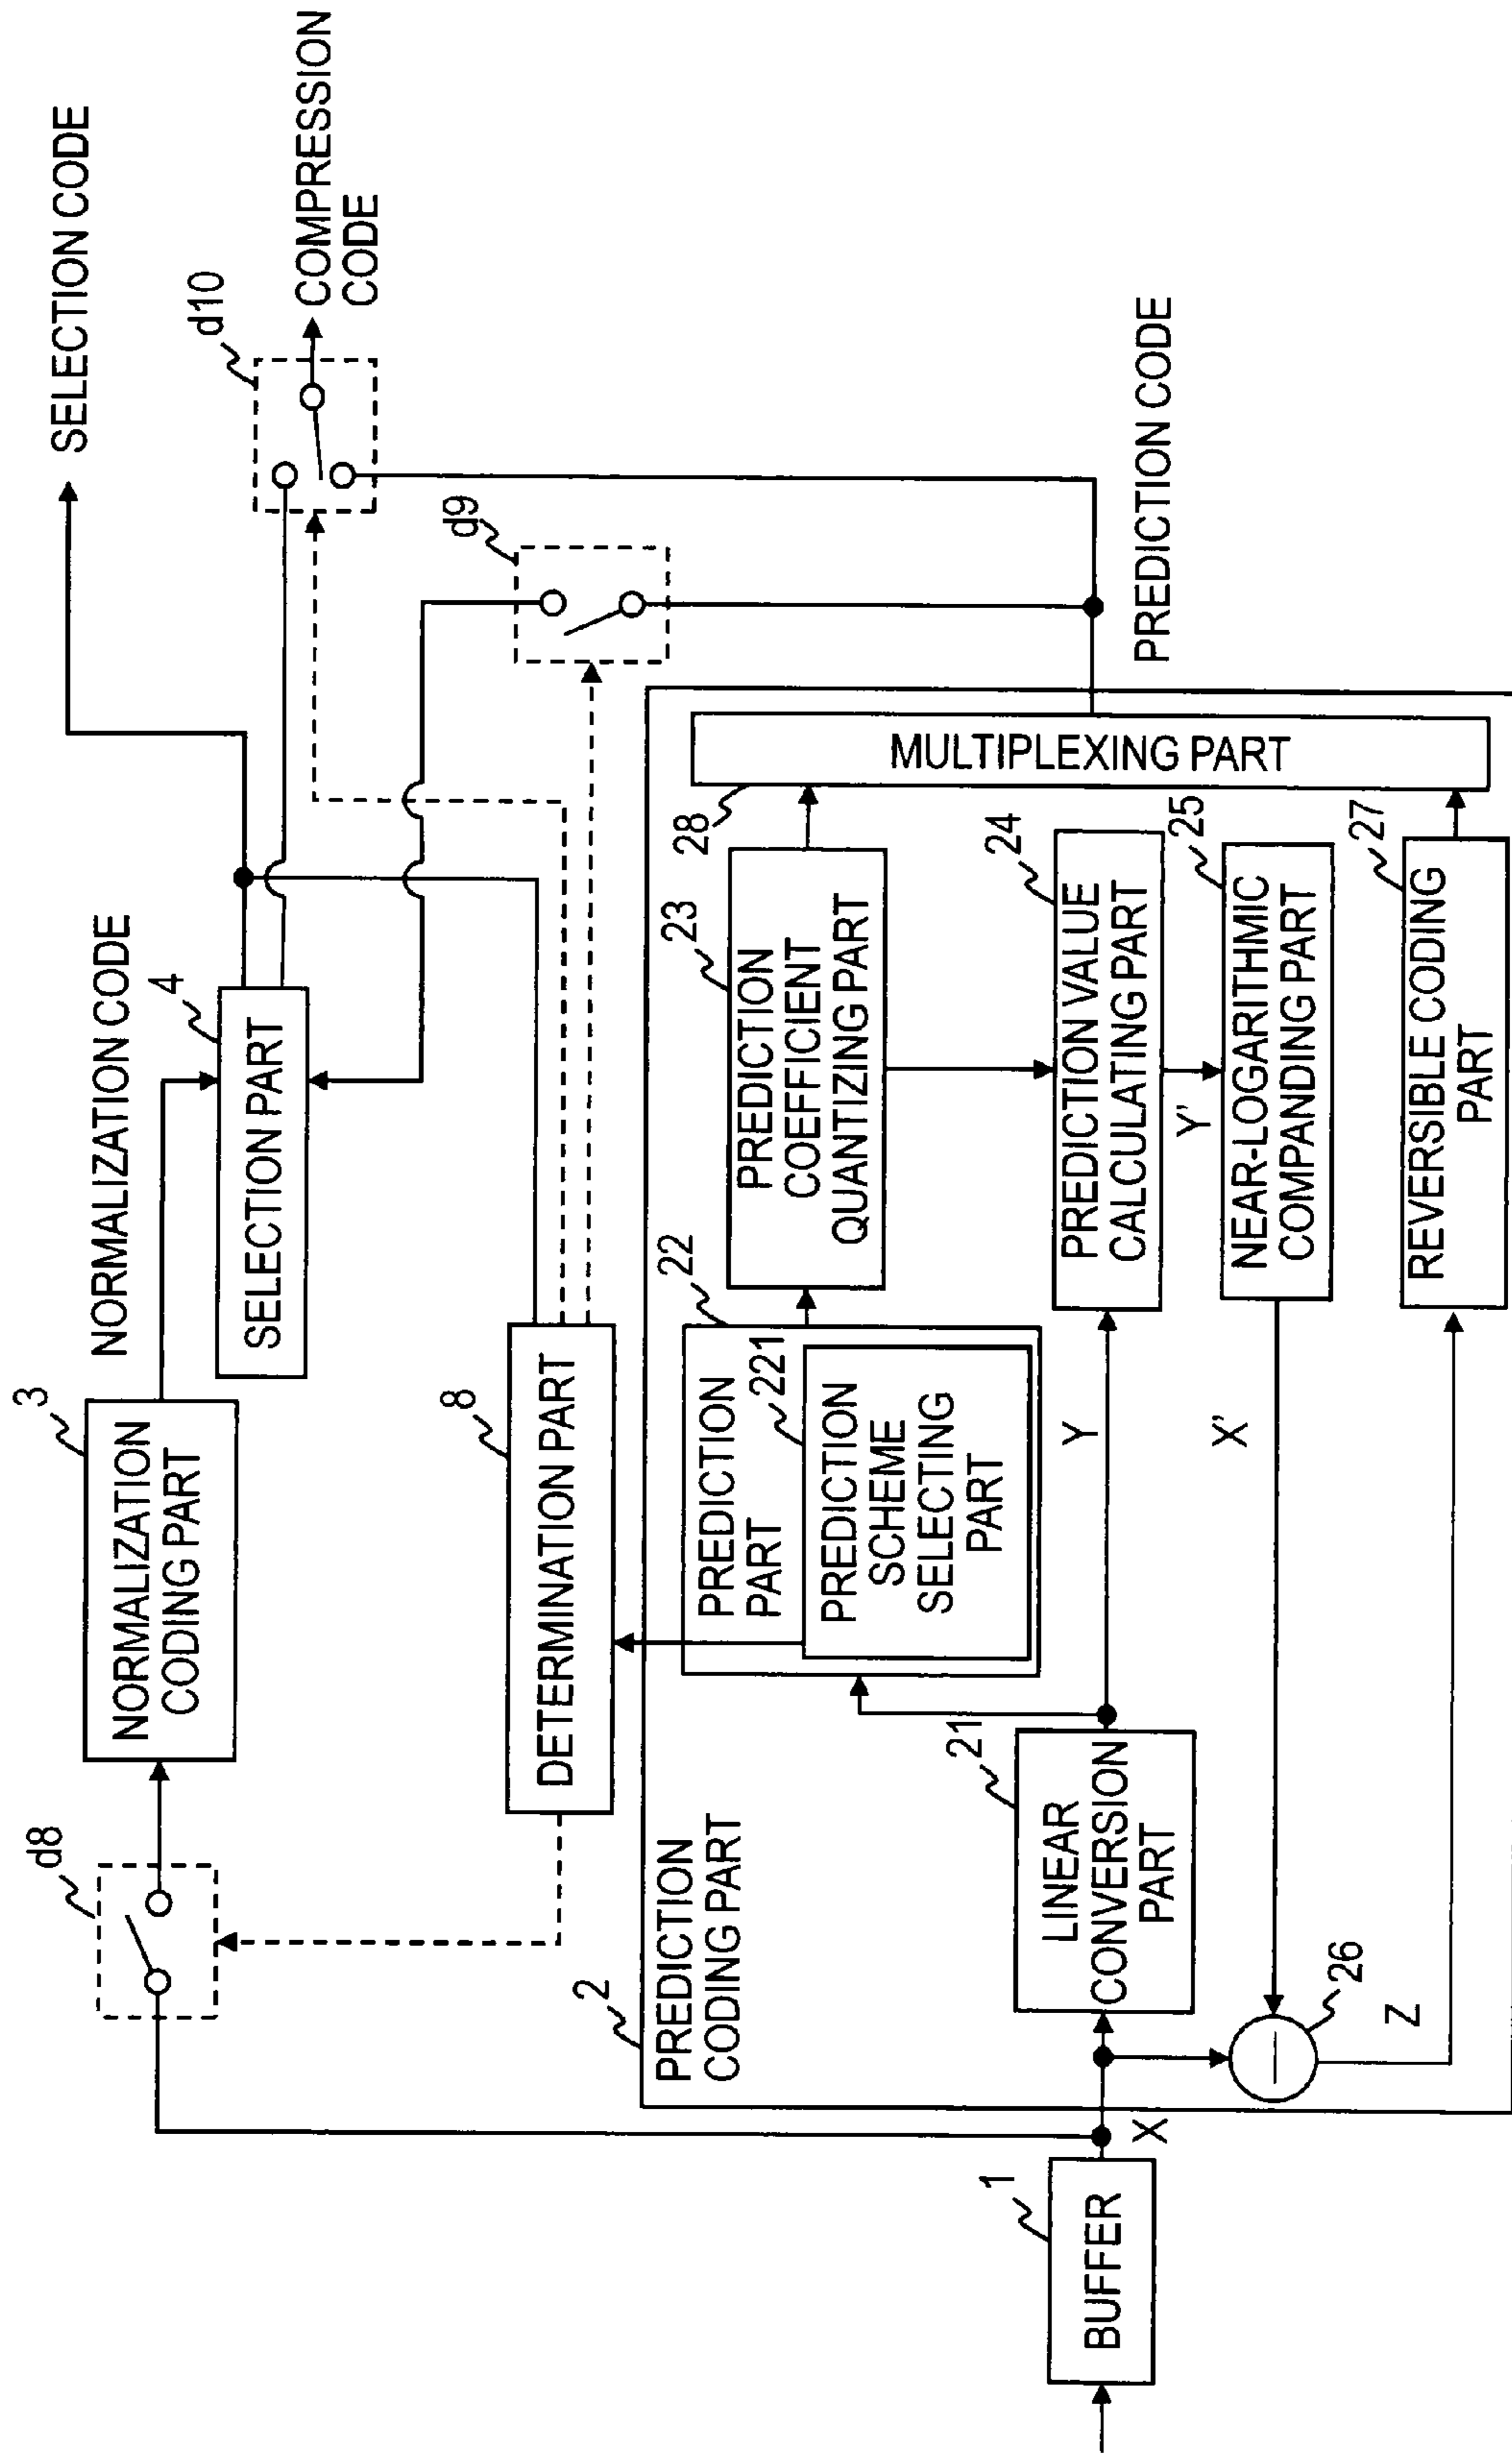 SELECTION CODE
d10
COMPRESSION
CODE
d9
d8
3
NORMALIZATION
CODING PART
NORMALIZATION CODE
4
SELECTION PART
8
DETERMINATION PART
PREDICTION CODE
2
PREDICTION
CODING PART
22
PREDICTION
PART
221
PREDICTION
SCHEME
SELECTING
PART
23
PREDICTION
COEFFICIENT
QUANTIZING PART
28
MULTIPLEXING PART
1
BUFFER
X
21
LINEAR
CONVERSION
PART
Y
24
PREDICTION VALUE
CALCULATING PART
Y'
25
NEAR-LOGARITHMIC
COMPANDING PART
X'
26
Z
27
REVERSIBLE CODING
PART